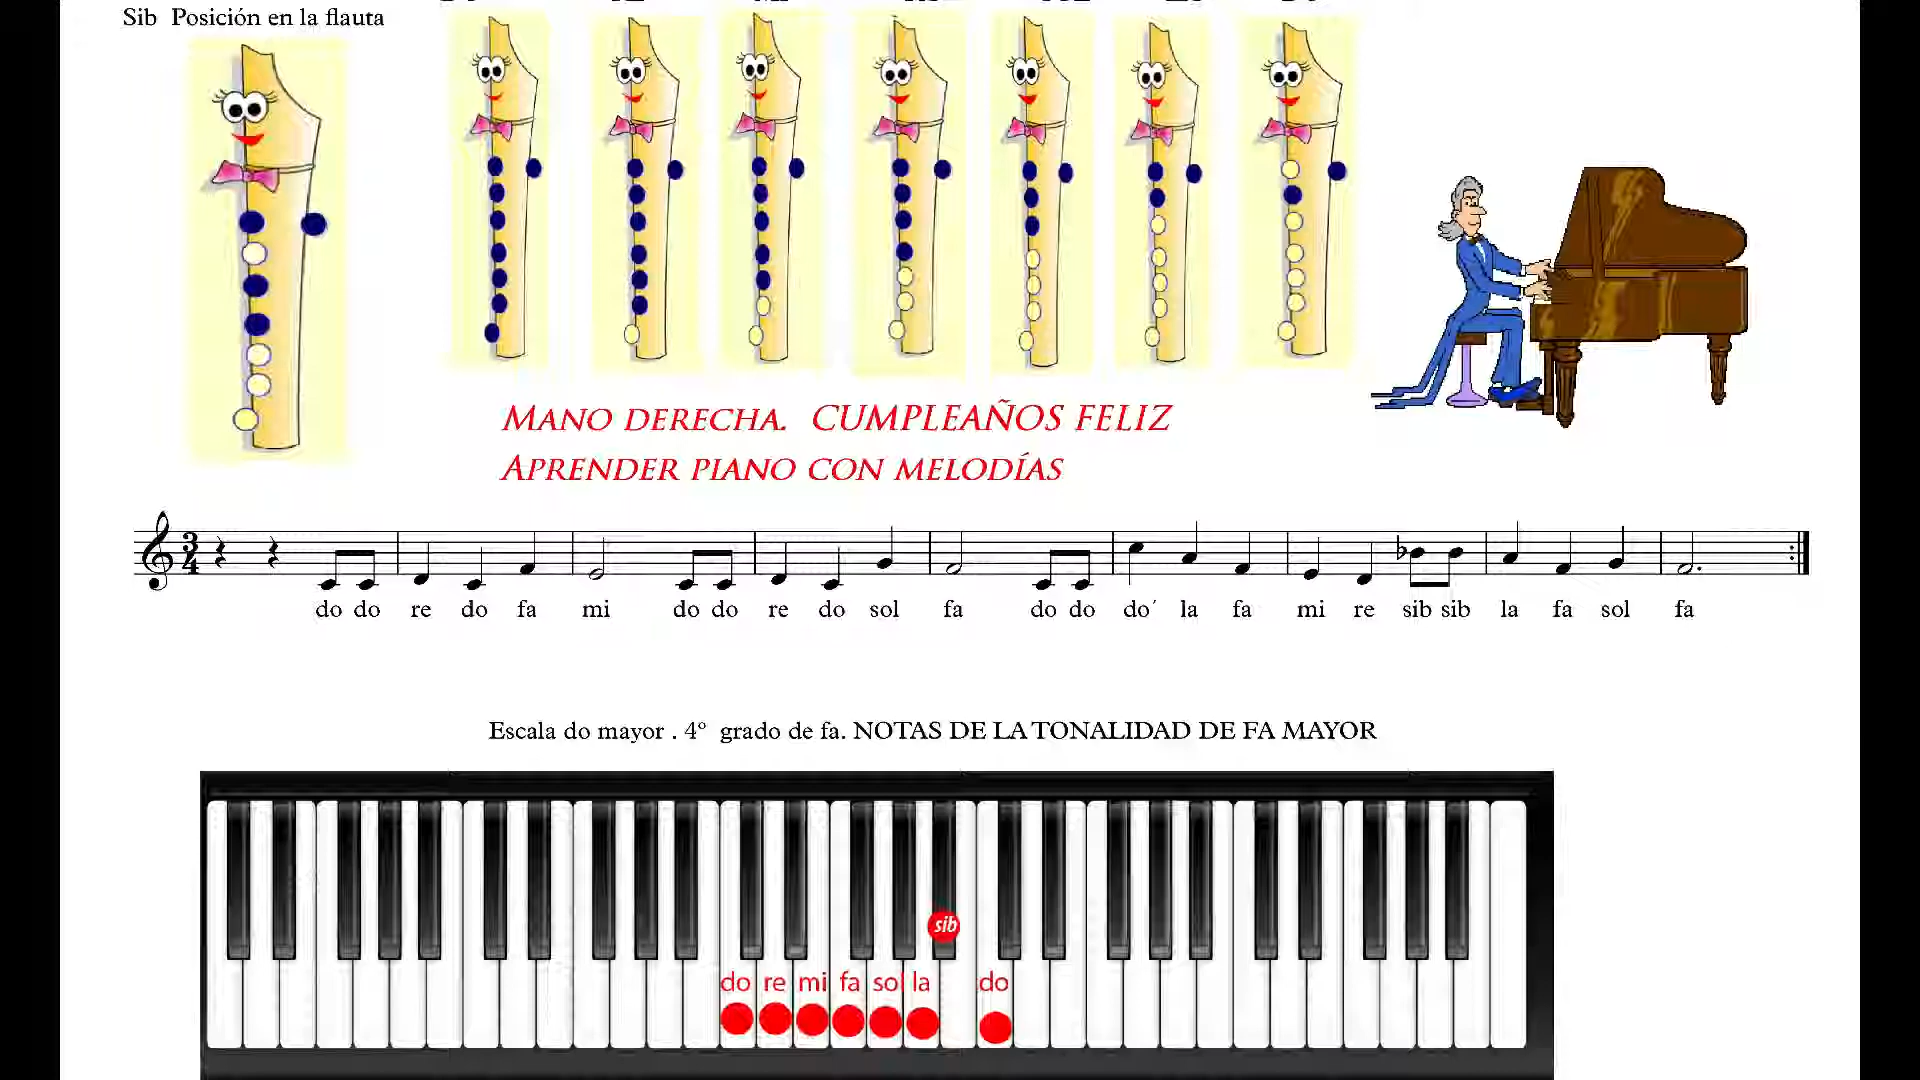 Sib Posición en la flauta
MANO DERECHA. CUMPLEAÑOS FELIZ
APRENDER PIANO CON MELODÍAS
3
4
do do re do fa mi do do re do sol fa do do do´ la fa mi re sib sib la fa sol fa
Escala do mayor . 4º grado de fa. NOTAS DE LA TONALIDAD DE FA MAYOR
sib
do re mi fa sol la do